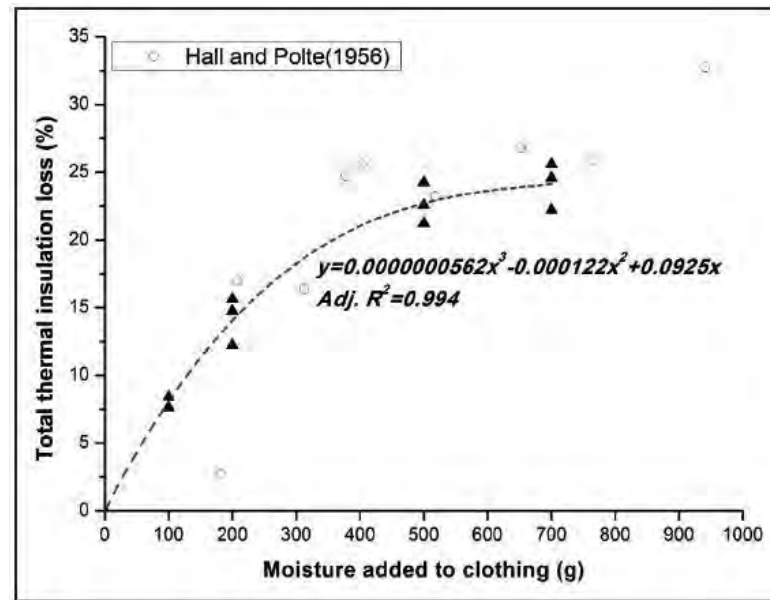 35
30
25
20
15
10
5
0
Total thermal insulation loss (%)
Hall and Polte(1956)
y=0.0000000562x³-0.000122x²+0.0925x
Adj. R²=0.994
0 100 200 300 400 500 600 700 800 900 1000
Moisture added to clothing (g)